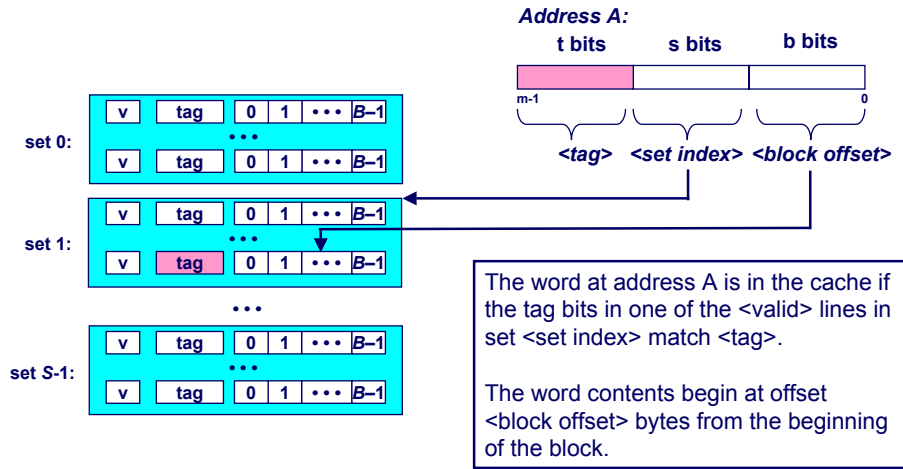 Address A:
t bits s bits b bits
m-1 0
<tag> <set index> <block offset>
set 0:
v tag 0 1 • • • B–1
• • •
v tag 0 1 • • • B–1
set 1:
v tag 0 1 • • • B–1
• • •
v tag 0 1 • • • B–1
• • •
set S-1:
v tag 0 1 • • • B–1
• • •
v tag 0 1 • • • B–1
The word at address A is in the cache if
the tag bits in one of the <valid> lines in
set <set index> match <tag>.
The word contents begin at offset
<block offset> bytes from the beginning
of the block.